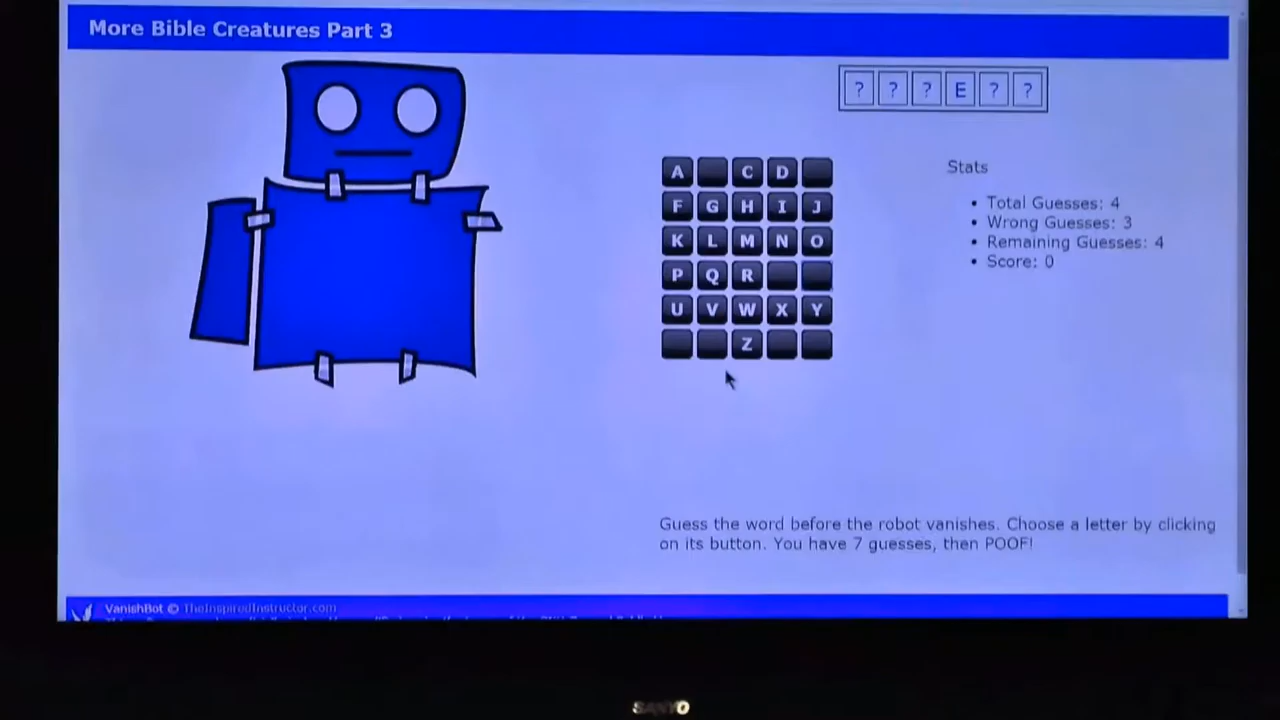 More Bible Creatures Part 3
? ? ? E ? ?
A C D
F G H I J
K L M N O
P Q R
U V W X Y
Z
Stats
Total Guesses: 4
Wrong Guesses: 3
Remaining Guesses: 4
Score: 0
Guess the word before the robot vanishes. Choose a letter by clicking
on its button. You have 7 guesses, then POOF!
VanishBot © TheInspiredInstructor.com
SANYO